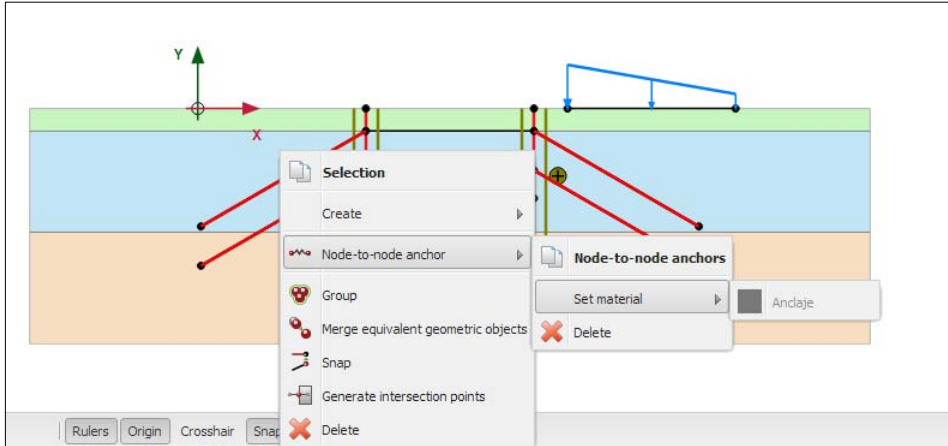 Y
X
Selection
Create
Node-to-node anchor
Group
Merge equivalent geometric objects
Snap
Generate intersection points
Delete
Node-to-node anchors
Set material
Delete
Anclaje
Rulers Origin Crosshair Snap